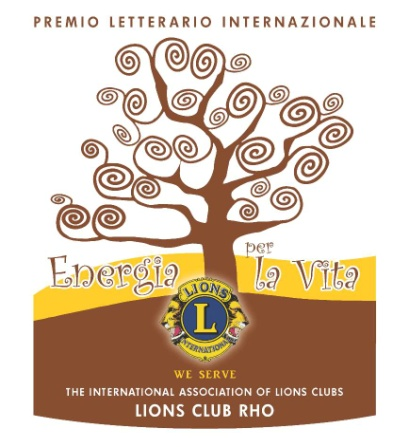 PREMIO LETTERARIO INTERNAZIONALE
Energia per la Vita
LIONS
L
INTERNATIONAL
WE SERVE
THE INTERNATIONAL ASSOCIATION OF LIONS CLUBS
LIONS CLUB RHO